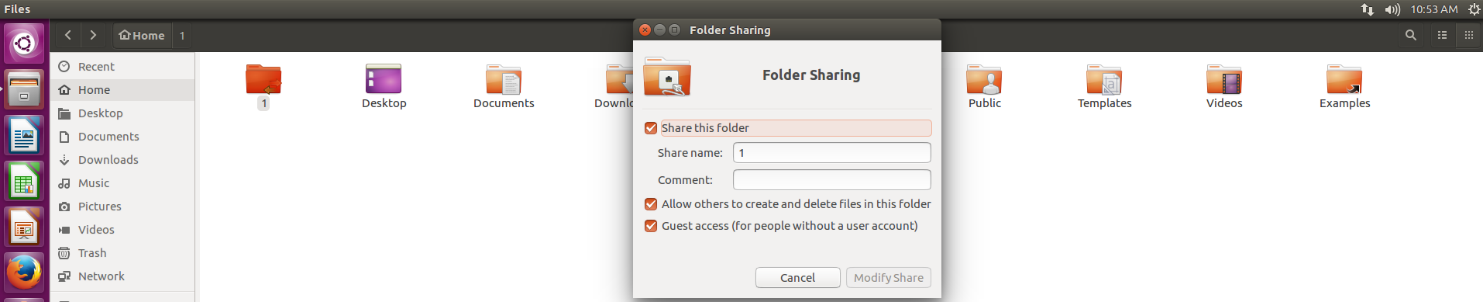 Files
10:53 AM
Home 1
Folder Sharing
Recent
Home
Desktop
Documents
Downloads
Music
Pictures
Videos
Trash
Network
1
Desktop
Documents
Public
Templates
Videos
Examples
Folder Sharing
Share this folder
Share name: 1
Comment:
Allow others to create and delete files in this folder
Guest access (for people without a user account)
Cancel
Modify Share